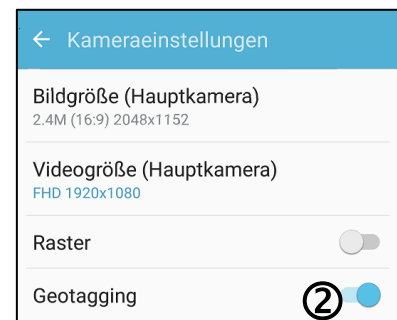 Kameraeinstellungen
Bildgröße (Hauptkamera)
2.4M (16:9) 2048x1152
Videogröße (Hauptkamera)
FHD 1920x1080
Raster
Geotagging ②